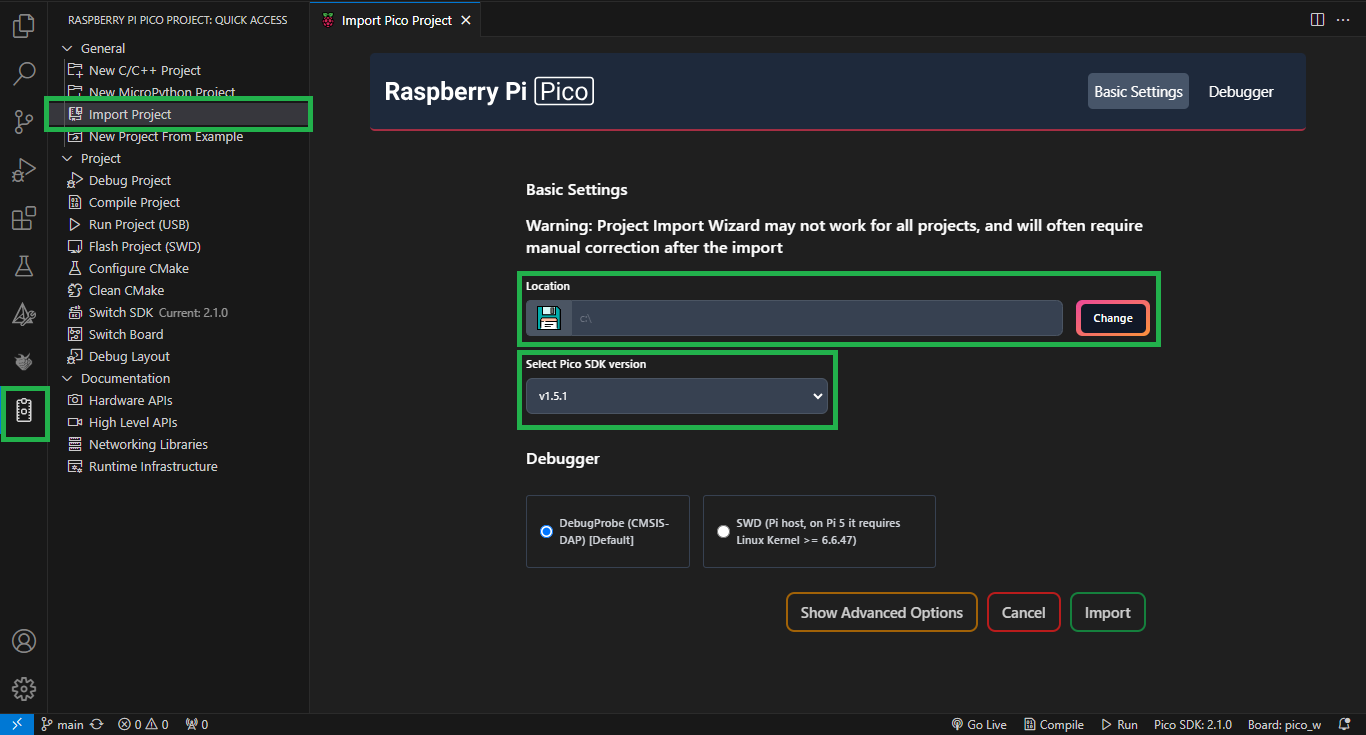 RASPBERRY PI PICO PROJECT: QUICK ACCESS
General
New C/C++ Project
New MicroPython Project
Import Project
New Project From Example
Project
Debug Project
Compile Project
Run Project (USB)
Flash Project (SWD)
Configure CMake
Clean CMake
Switch SDK Current: 2.1.0
Switch Board
Debug Layout
Documentation
Hardware APIs
High Level APIs
Networking Libraries
Runtime Infrastructure
Import Pico Project
Raspberry Pi Pico
Basic Settings
Debugger
Basic Settings
Warning: Project Import Wizard may not work for all projects, and will often require
manual correction after the import
Location
c:\
Change
Select Pico SDK version
v1.5.1
Debugger
DebugProbe (CMSIS-
DAP) [Default]
SWD (Pi host, on Pi 5 it requires
Linux Kernel >= 6.6.47)
Show Advanced Options
Cancel
Import
main
0
0
0
Go Live
Compile
Run
Pico SDK: 2.1.0
Board: pico_w